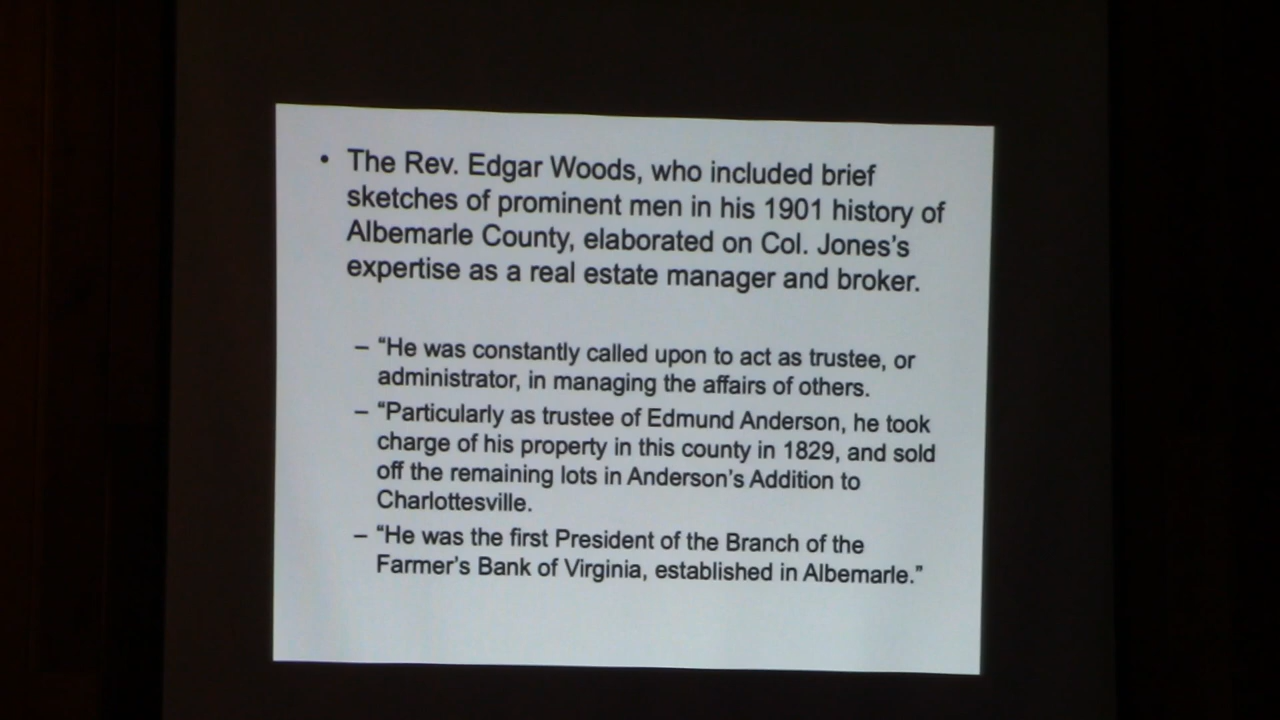 • The Rev. Edgar Woods, who included brief
sketches of prominent men in his 1901 history of
Albemarle County, elaborated on Col. Jones's
expertise as a real estate manager and broker.
– “He was constantly called upon to act as trustee, or
administrator, in managing the affairs of others.
– “Particularly as trustee of Edmund Anderson, he took
charge of his property in this county in 1829, and sold
off the remaining lots in Anderson's Addition to
Charlottesville.
– “He was the first President of the Branch of the
Farmer's Bank of Virginia, established in Albemarle.”